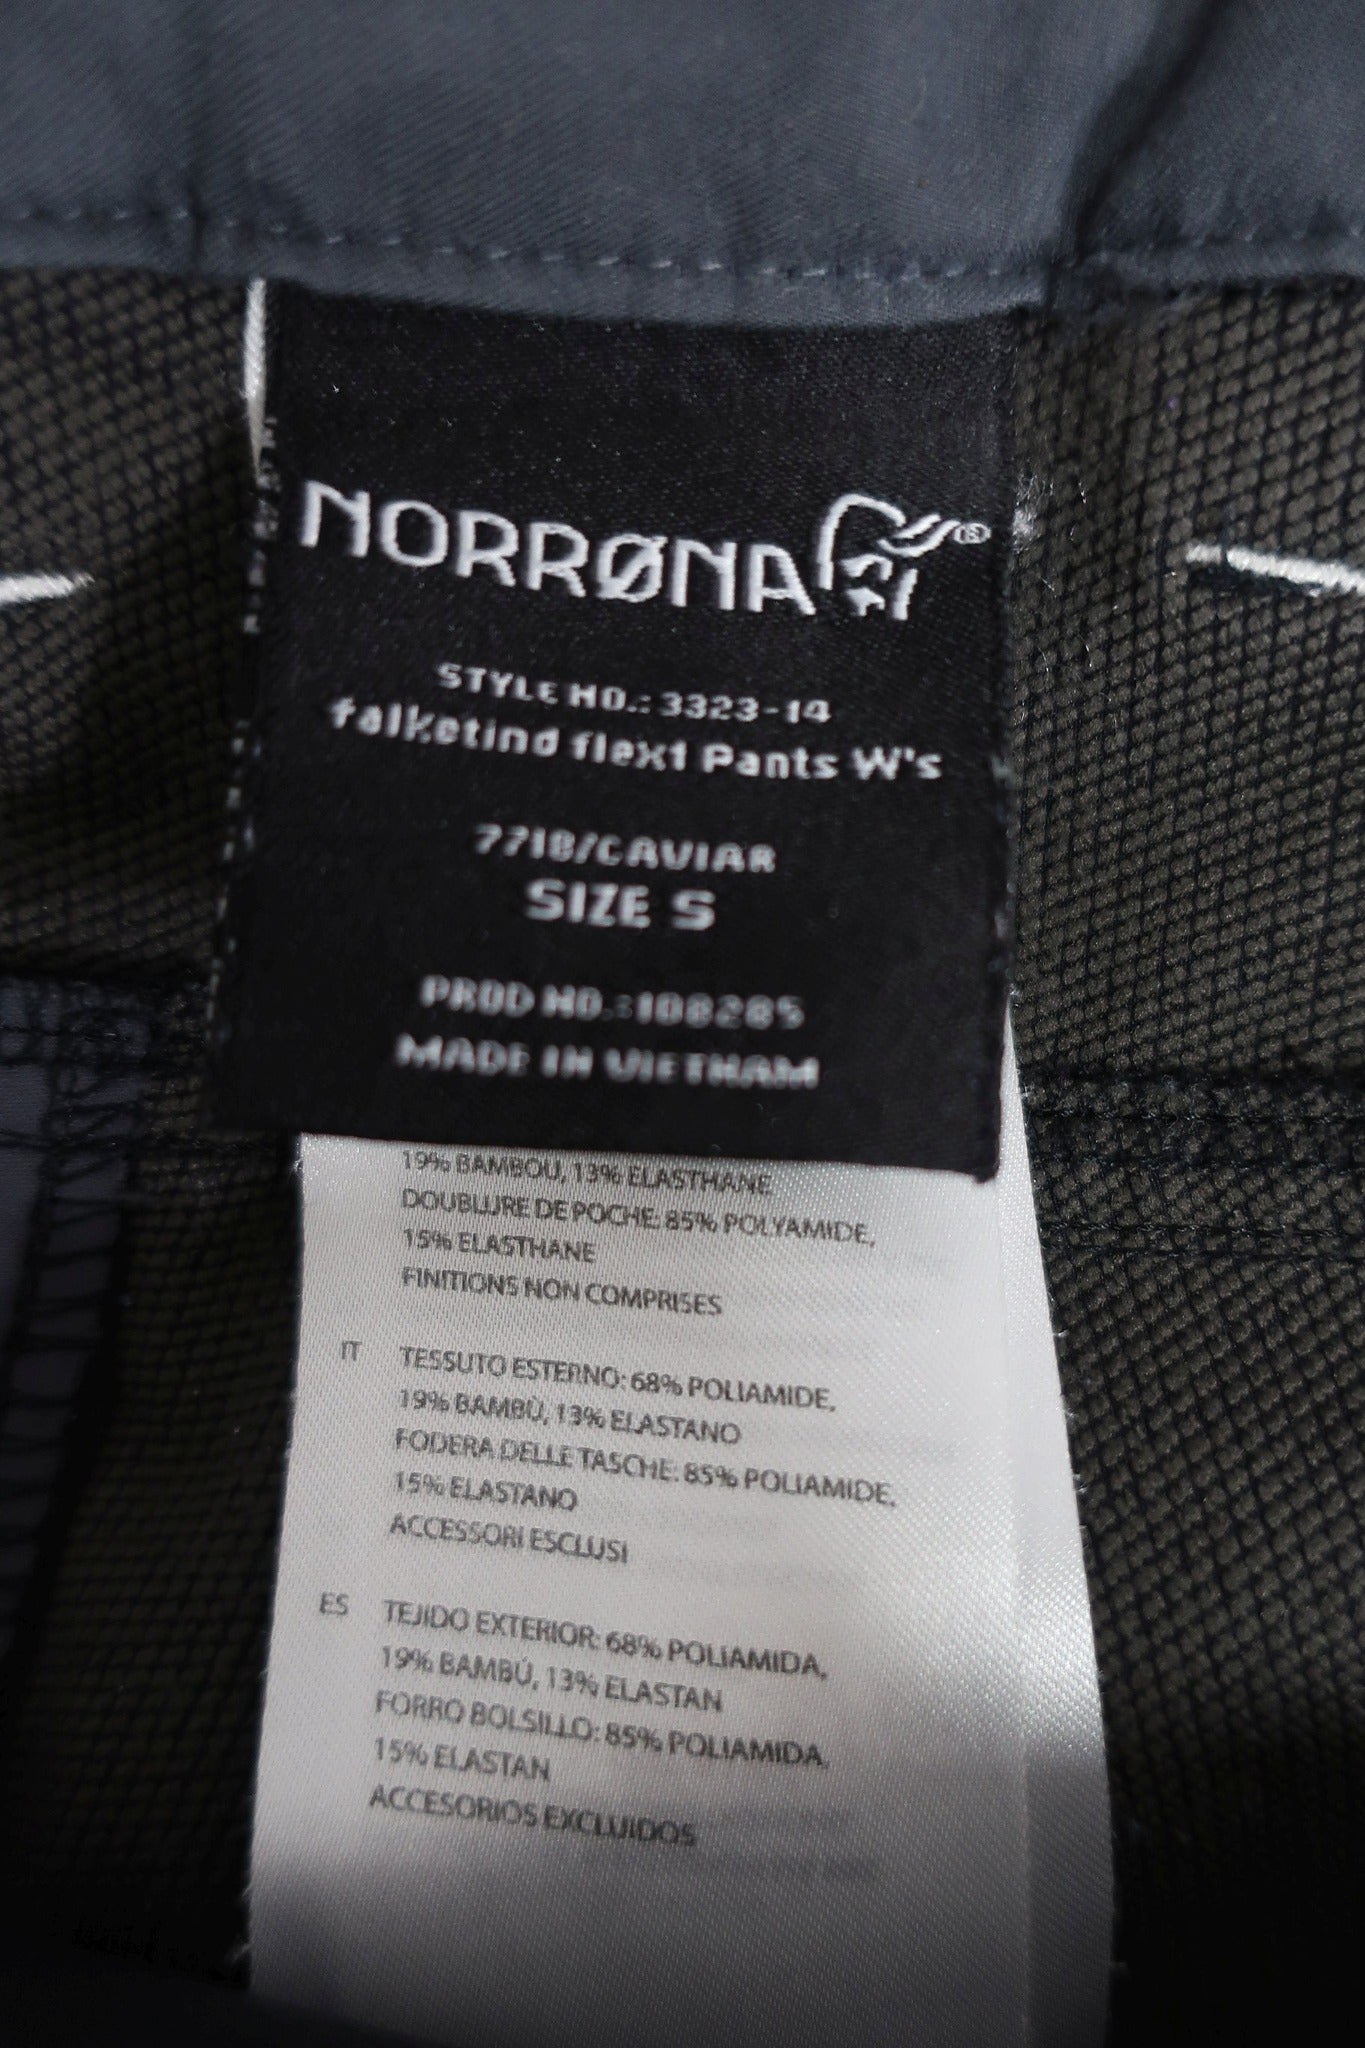 NORRØNA ®
STYLE NO.: 3323-14
falketind flex1 Pants W's
7718/CAVIAR
SIZE S
PROD NO.:108285
MADE IN VIETNAM
19% BAMBOU, 13% ELASTHANE
DOUBLURE DE POCHE: 85% POLYAMIDE,
15% ELASTHANE
FINITIONS NON COMPRISES
IT TESSUTO ESTERNO: 68% POLIAMIDE,
19% BAMBÙ, 13% ELASTANO
FODERA DELLE TASCHE: 85% POLIAMIDE,
15% ELASTANO
ACCESSORI ESCLUSI
ES TEJIDO EXTERIOR: 68% POLIAMIDA,
19% BAMBÚ, 13% ELASTAN
FORRO BOLSILLO: 85% POLIAMIDA,
15% ELASTAN
ACCESORIOS EXCLUIDOS